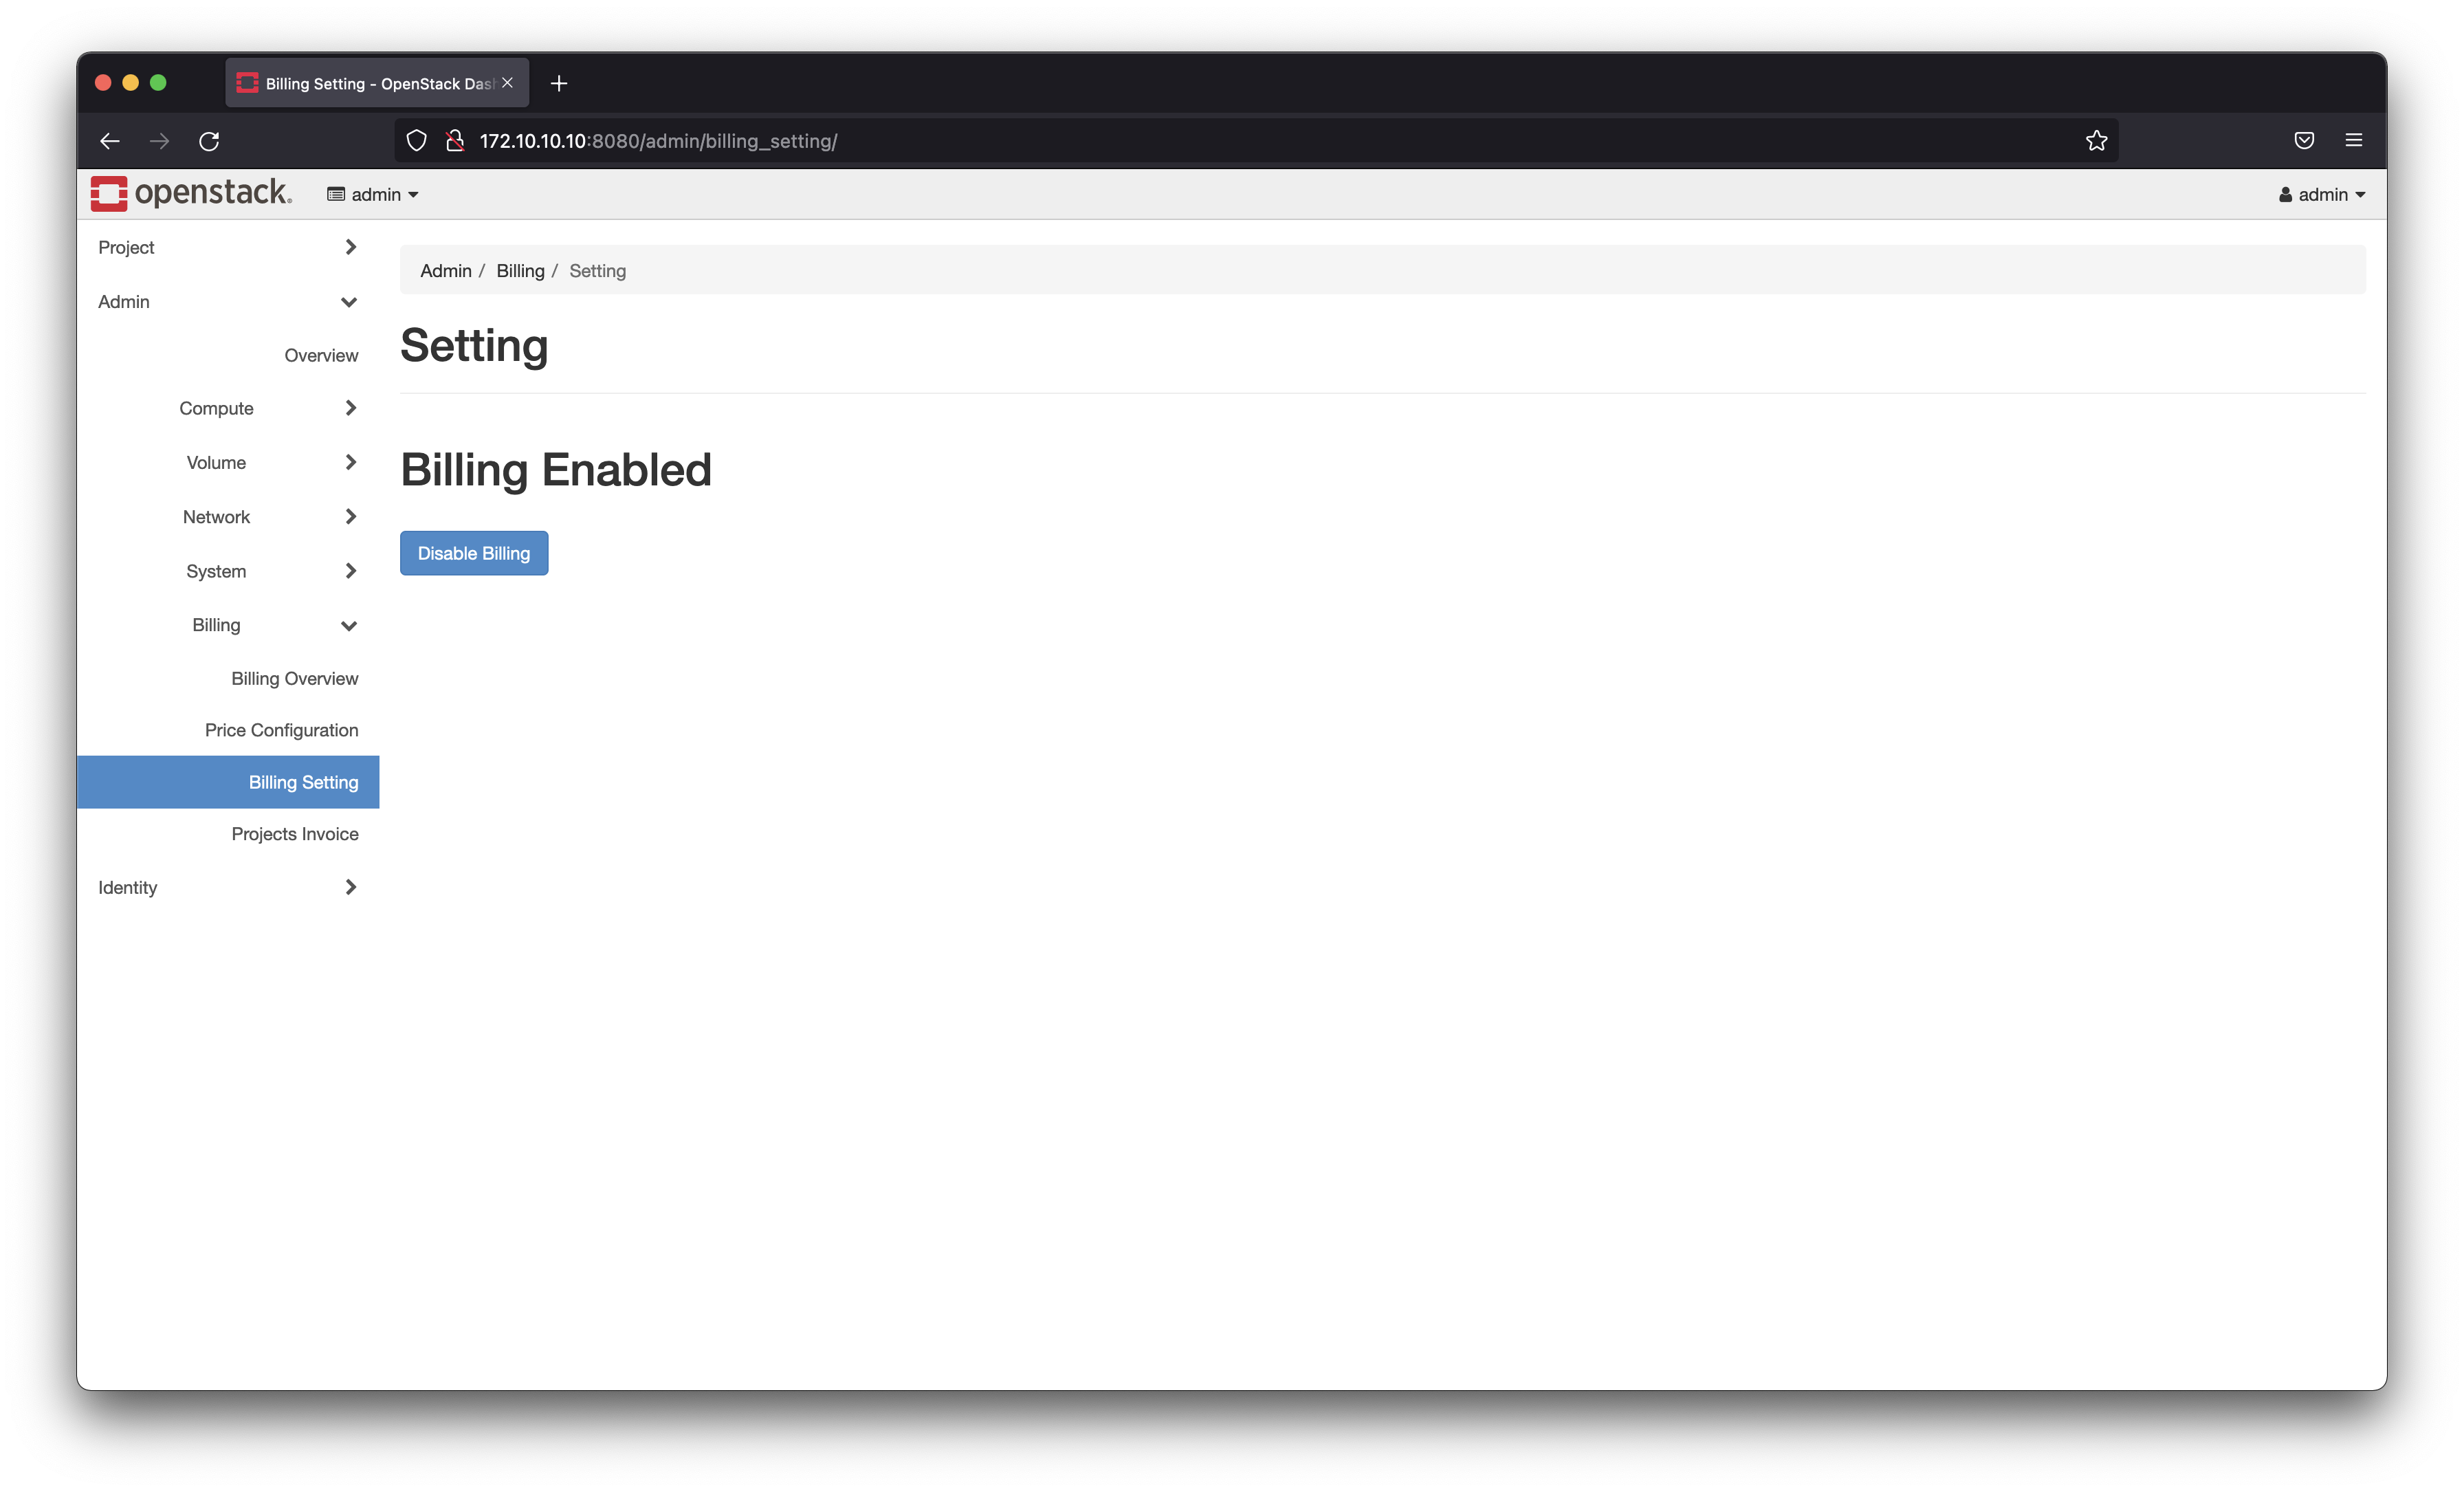 Billing Setting - OpenStack Das
172.10.10.10:8080/admin/billing_setting/
openstack.
admin
admin
Project
Admin
Overview
Compute
Volume
Network
System
Billing
Billing Overview
Price Configuration
Billing Setting
Projects Invoice
Identity
Admin / Billing / Setting
Setting
Billing Enabled
Disable Billing